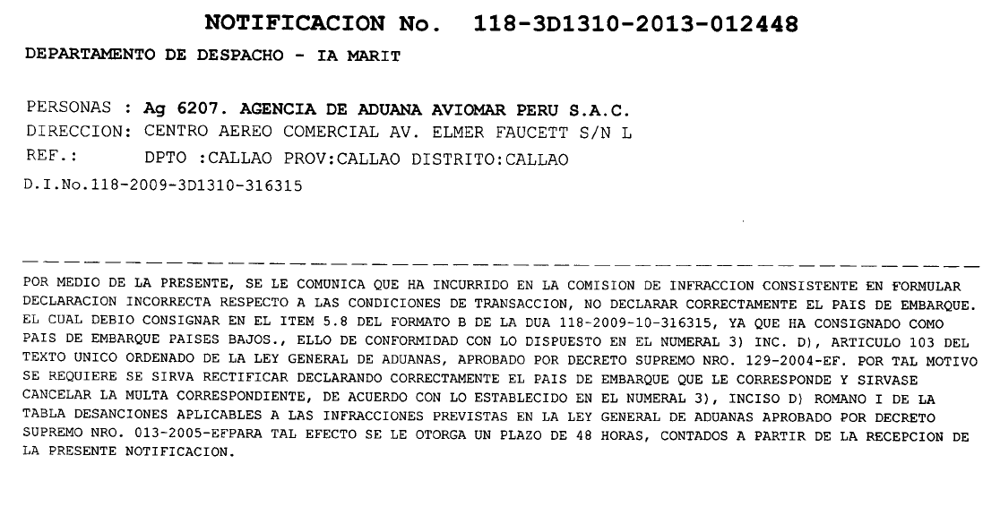 NOTIFICACION No. 118-3D1310-2013-012448
DEPARTAMENTO DE DESPACHO - IA MARIT
PERSONAS : Ag 6207. AGENCIA DE ADUANA AVIOMAR PERU S.A.C.
DIRECCION: CENTRO AEREO COMERCIAL AV. ELMER FAUCETT S/N L
REF.: DPTO :CALLAO PROV:CALLAO DISTRITO:CALLAO
D.I.No.118-2009-3D1310-316315
POR MEDIO DE LA PRESENTE, SE LE COMUNICA QUE HA INCURRIDO EN LA COMISION DE INFRACCION CONSISTENTE EN FORMULAR
DECLARACION INCORRECTA RESPECTO A LAS CONDICIONES DE TRANSACCION, NO DECLARAR CORRECTAMENTE EL PAIS DE EMBARQUE.
EL CUAL DEBIO CONSIGNAR EN EL ITEM 5.8 DEL FORMATO B DE LA DUA 118-2009-10-316315, YA QUE HA CONSIGNADO COMO
PAIS DE EMBARQUE PAISES BAJOS., ELLO DE CONFORMIDAD CON LO DISPUESTO EN EL NUMERAL 3) INC. D), ARTICULO 103 DEL
TEXTO UNICO ORDENADO DE LA LEY GENERAL DE ADUANAS, APROBADO POR DECRETO SUPREMO NRO. 129-2004-EF. POR TAL MOTIVO
SE REQUIERE SE SIRVA RECTIFICAR DECLARANDO CORRECTAMENTE EL PAIS DE EMBARQUE QUE LE CORRESPONDE Y SIRVASE
CANCELAR LA MULTA CORRESPONDIENTE, DE ACUERDO CON LO ESTABLECIDO EN EL NUMERAL 3), INCISO D) ROMANO I DE LA
TABLA DESANCIONES APLICABLES A LAS INFRACCIONES PREVISTAS EN LA LEY GENERAL DE ADUANAS APROBADO POR DECRETO
SUPREMO NRO. 013-2005-EFPARA TAL EFECTO SE LE OTORGA UN PLAZO DE 48 HORAS, CONTADOS A PARTIR DE LA RECEPCION DE
LA PRESENTE NOTIFICACION.